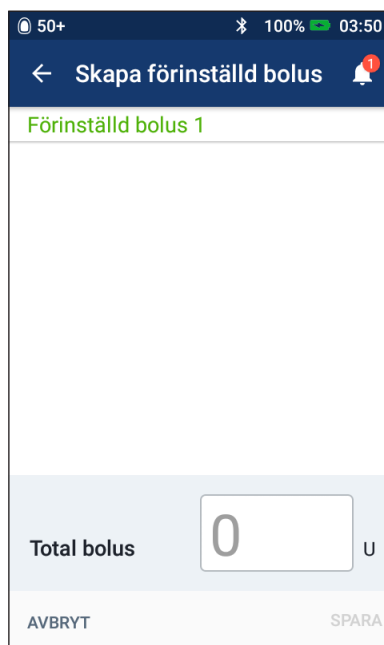 50+ 100% 03:50
Skapa förinställd bolus 1
Förinställd bolus 1
Total bolus 0 U
AVBRYT SPARA